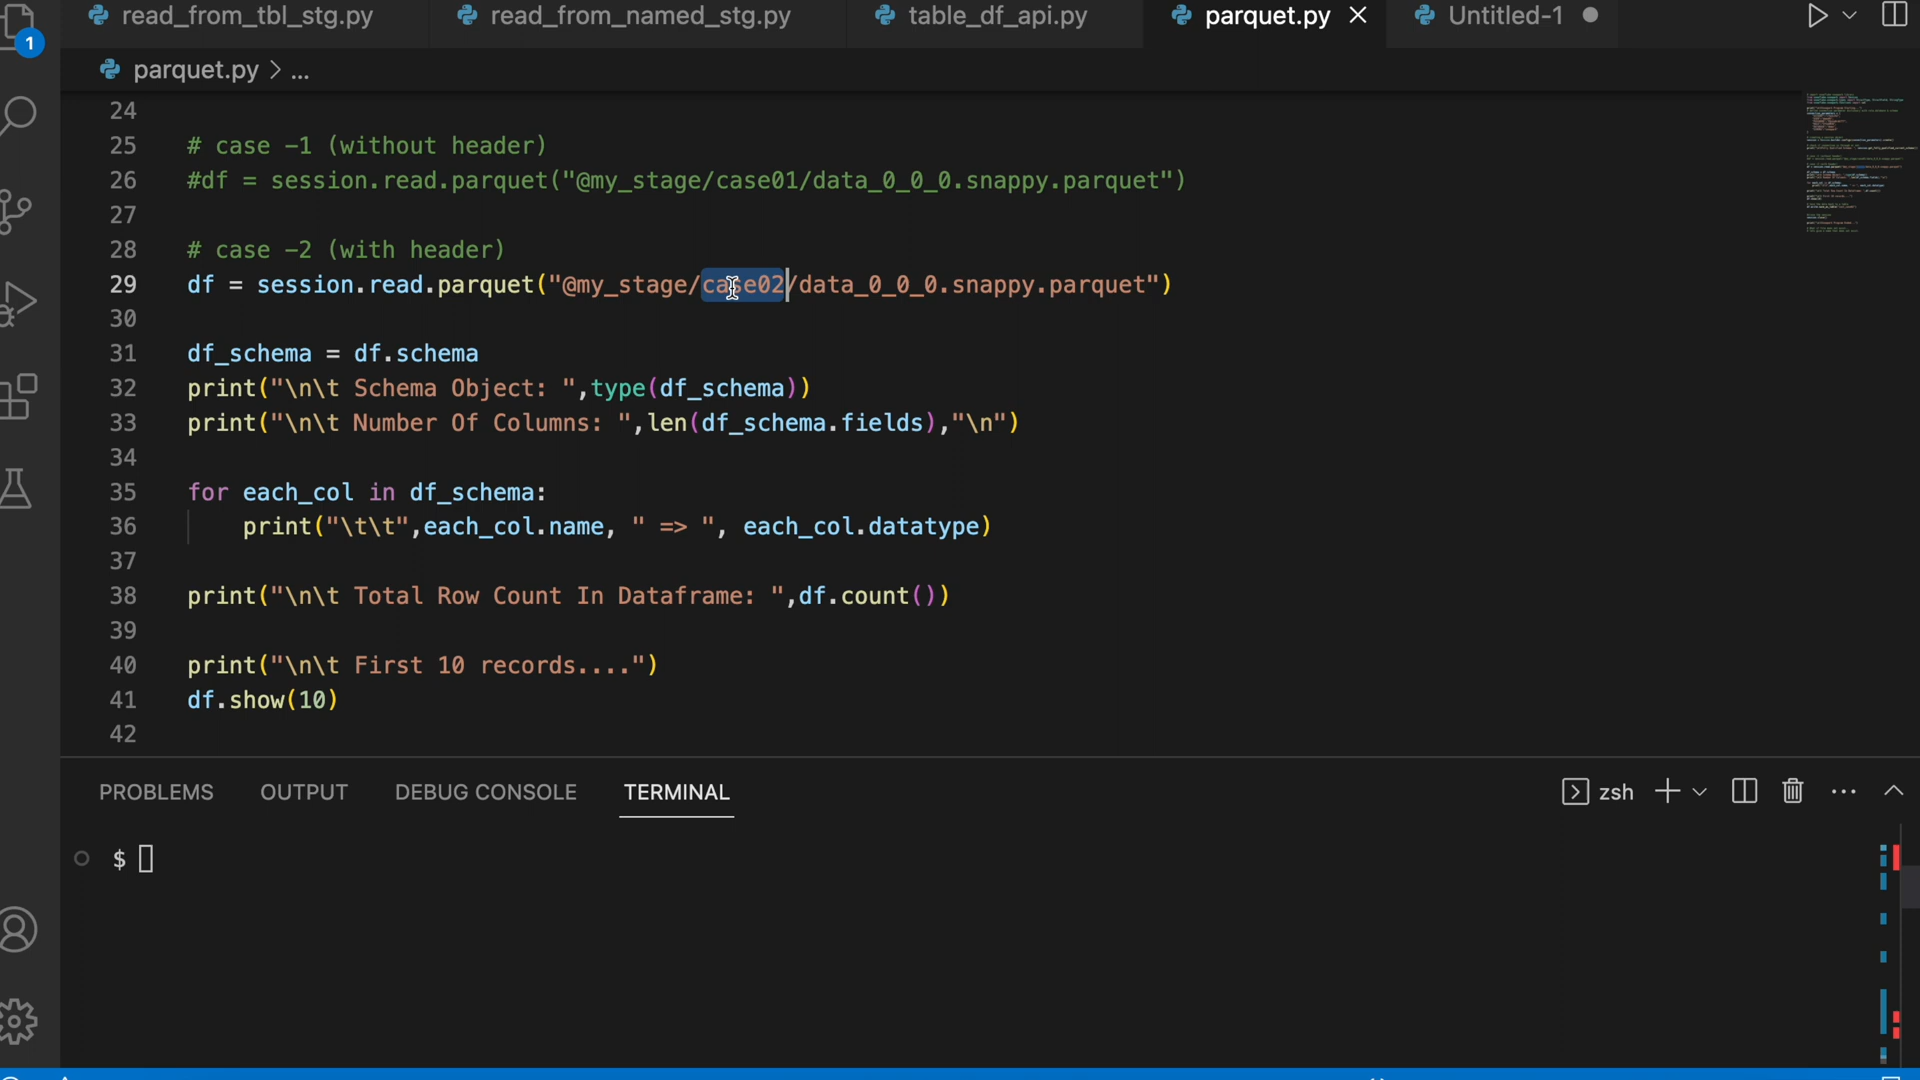 read_from_tbl_stg.py read_from_named_stg.py table_df_api.py parquet.py Untitled-1
1
parquet.py > ...
24
25 # case -1 (without header)
26 #df = session.read.parquet("@my_stage/case01/data_0_0_0.snappy.parquet")
27
28 # case -2 (with header)
29 df = session.read.parquet("@my_stage/case02/data_0_0_0.snappy.parquet")
30
31 df_schema = df.schema
32 print("\n\t Schema Object: ",type(df_schema))
33 print("\n\t Number Of Columns: ",len(df_schema.fields),"\n")
34
35 for each_col in df_schema:
36 print("\t\t",each_col.name, " => ", each_col.datatype)
37
38 print("\n\t Total Row Count In Dataframe: ",df.count())
39
40 print("\n\t First 10 records....")
41 df.show(10)
42
PROBLEMS OUTPUT DEBUG CONSOLE TERMINAL zsh
$